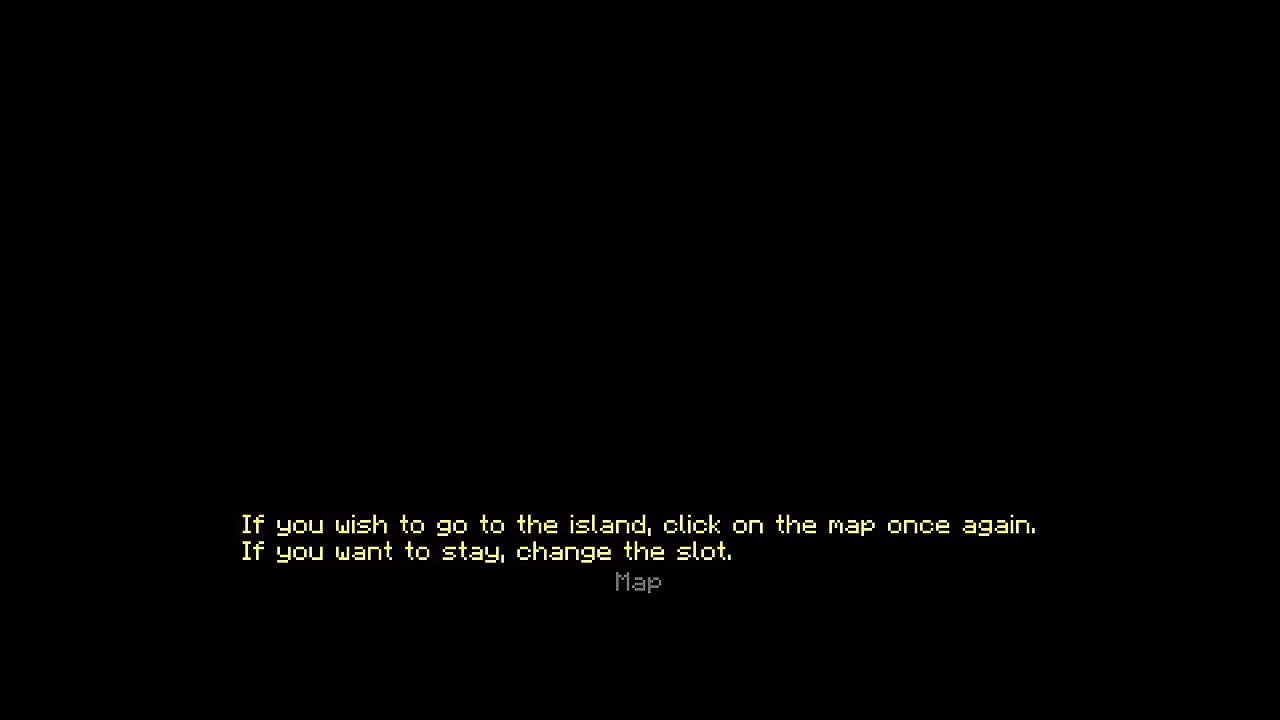 If you wish to go to the island, click on the map once again.
If you want to stay, change the slot.
Map